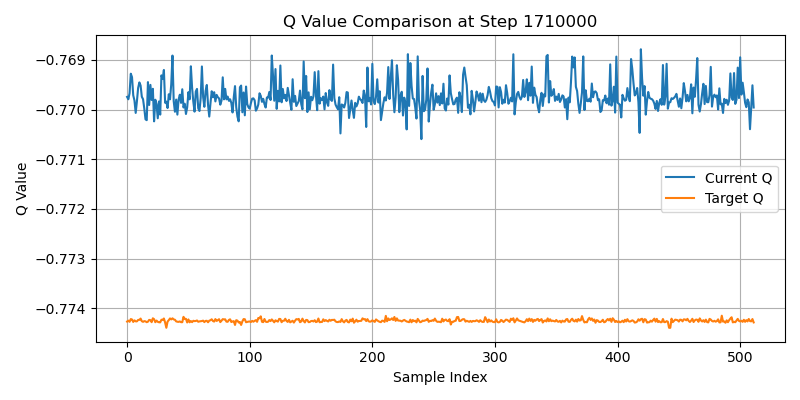 Q Value Comparison at Step 1710000
−0.769
−0.770
−0.771
−0.772
−0.773
−0.774
Q Value
Current Q
Target Q
0 100 200 300 400 500
Sample Index